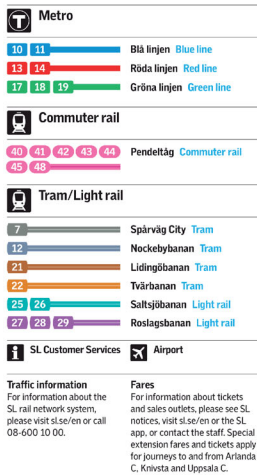 T Metro
10 11 Blå linjen Blue line
13 14 Röda linjen Red line
17 18 19 Gröna linjen Green line
Commuter rail
40 41 42 43 44 Pendeltåg Commuter rail
45 48
Tram/Light rail
7 Spårväg City Tram
12 Nockebybanan Tram
21 Lidingöbanan Tram
22 Tvärbanan Tram
25 26 Saltsjöbanan Light rail
27 28 29 Roslagsbanan Light rail
i SL Customer Services
Airport
Traffic information
For information about the
SL rail network system,
please visit sl.se/en or call
08-600 10 00.
Fares
For information about tickets
and sales outlets, please see SL
notices, visit sl.se/en or the SL
app, or contact the staff. Special
extension fares and tickets apply
for journeys to and from Arlanda
C, Knivsta and Uppsala C.